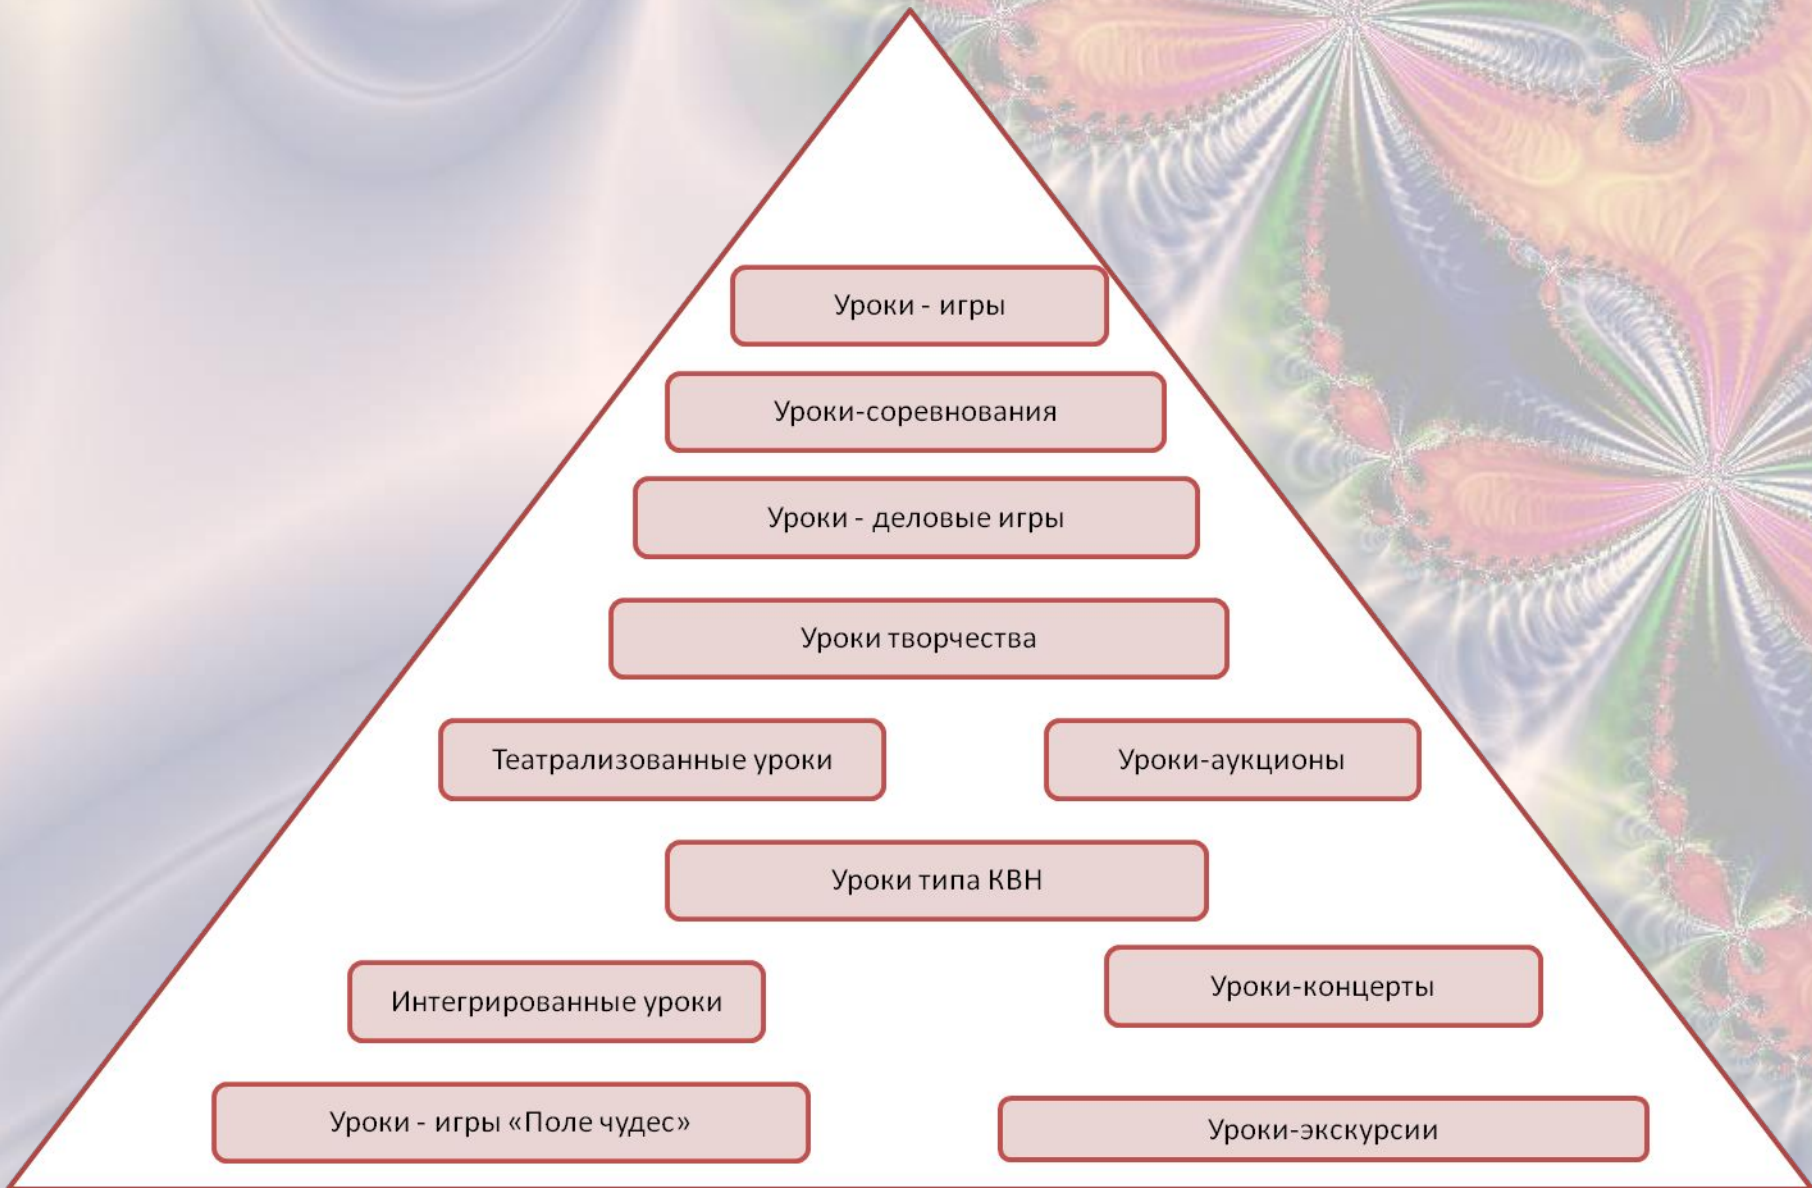 Уроки - игры
Уроки-соревнования
Уроки - деловые игры
Уроки творчества
Театрализованные уроки
Уроки-аукционы
Уроки типа КВН
Интегрированные уроки
Уроки-концерты
Уроки - игры «Поле чудес»
Уроки-экскурсии